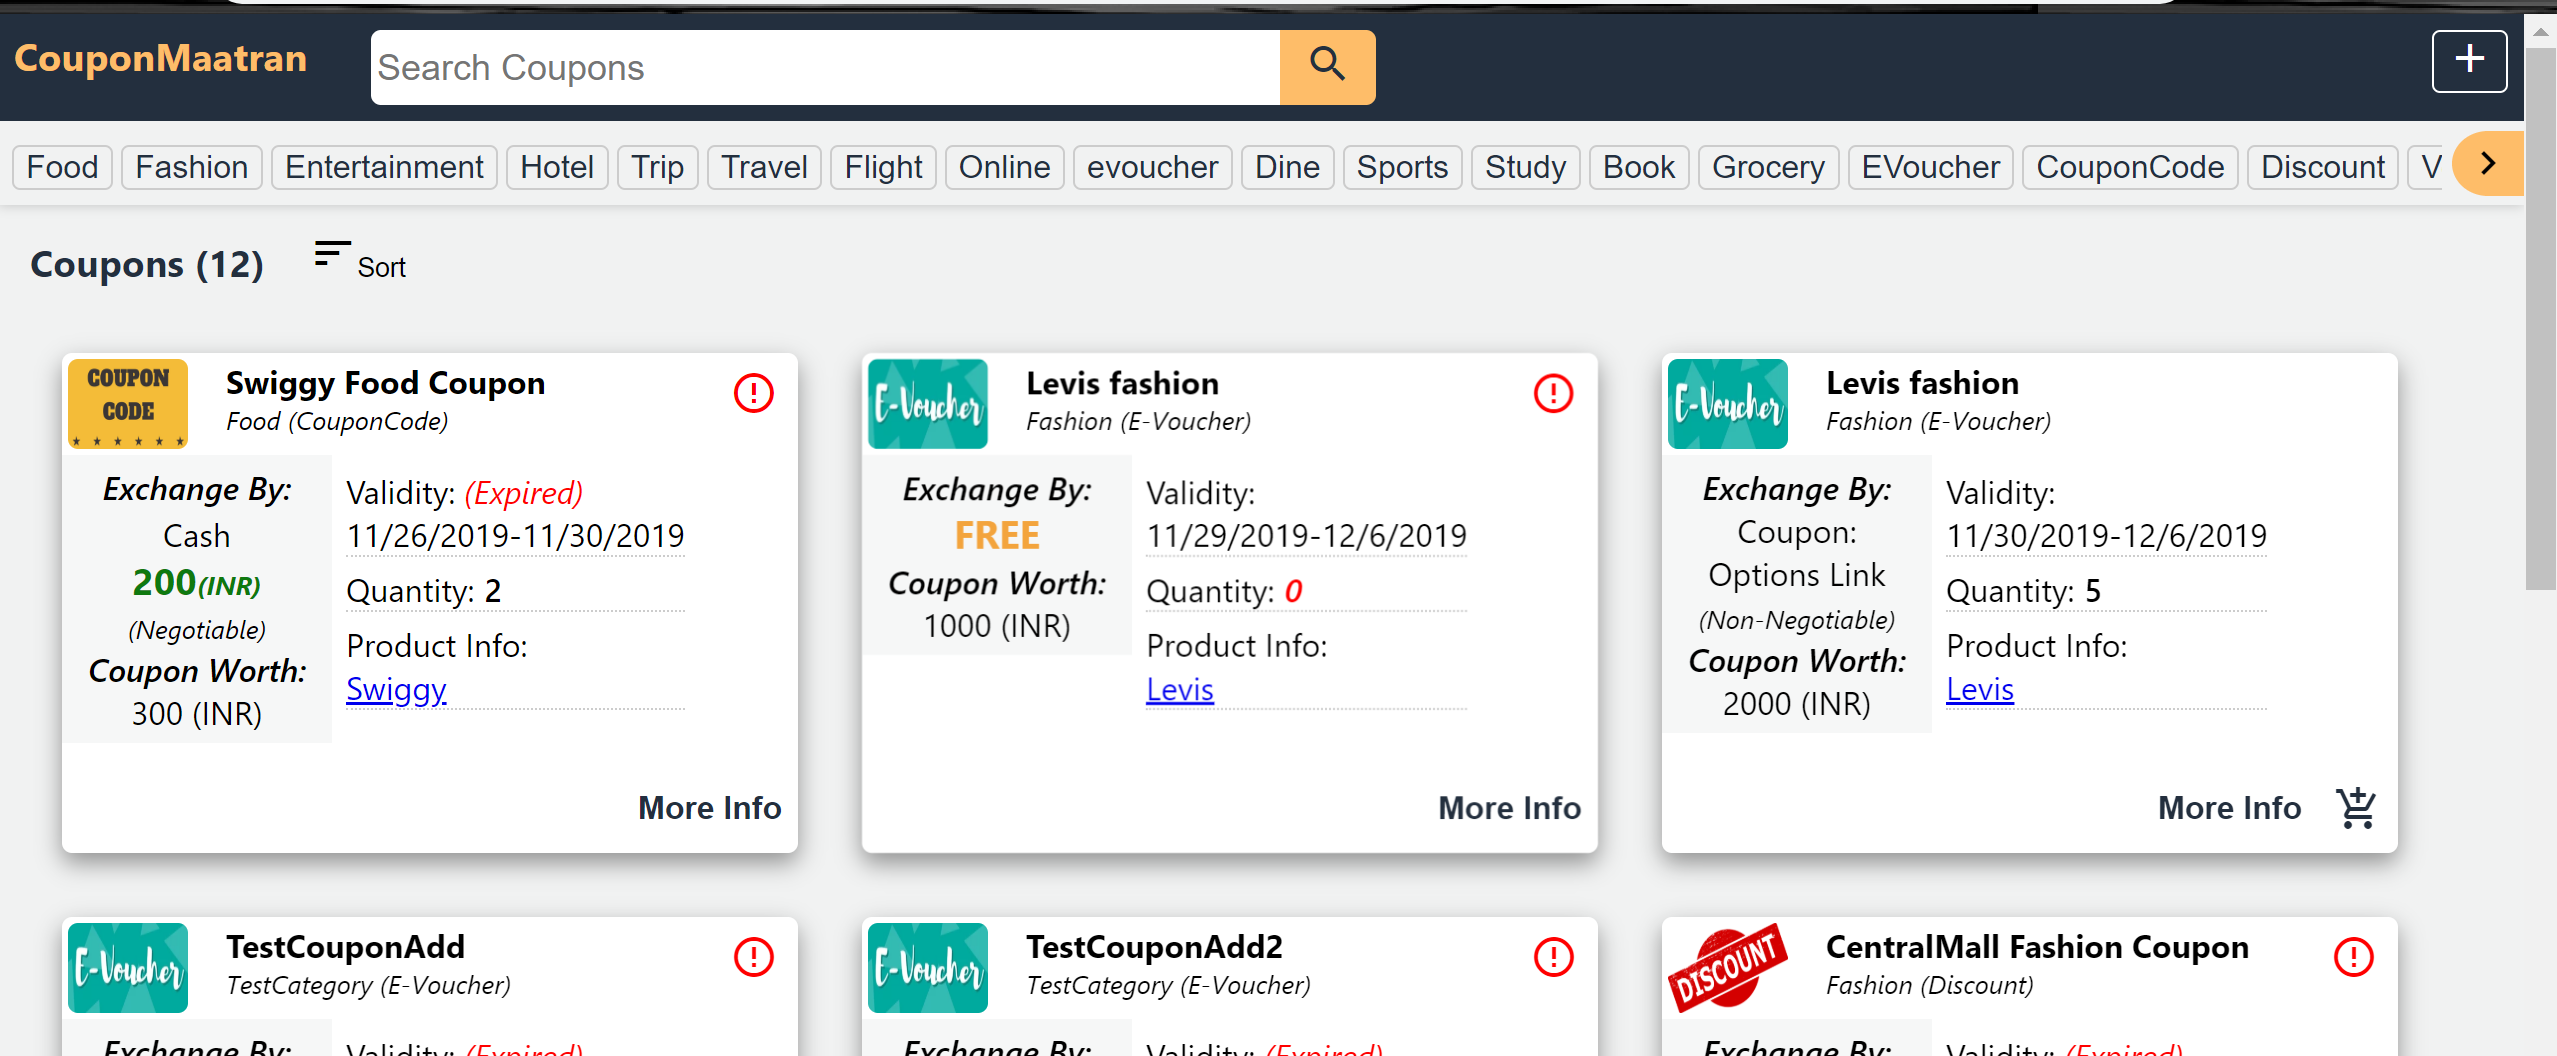 CouponMaatran
Search Coupons
Food Fashion Entertainment Hotel Trip Travel Flight Online evoucher Dine Sports Study Book Grocery EVoucher CouponCode Discount V
Coupons (12) Sort
COUPON
CODE
Swiggy Food Coupon
Food (CouponCode)
Exchange By:
Cash
200(INR)
(Negotiable)
Coupon Worth:
300 (INR)
Validity: (Expired)
11/26/2019-11/30/2019
Quantity: 2
Product Info:
Swiggy
More Info
E-Voucher
Levis fashion
Fashion (E-Voucher)
Exchange By:
FREE
Coupon Worth:
1000 (INR)
Validity:
11/29/2019-12/6/2019
Quantity: 0
Product Info:
Levis
More Info
E-Voucher
Levis fashion
Fashion (E-Voucher)
Exchange By:
Coupon:
Options Link
(Non-Negotiable)
Coupon Worth:
2000 (INR)
Validity:
11/30/2019-12/6/2019
Quantity: 5
Product Info:
Levis
More Info
E-Voucher
TestCouponAdd
TestCategory (E-Voucher)
Exchange By:
Validity: (Expired)
E-Voucher
TestCouponAdd2
TestCategory (E-Voucher)
Exchange By:
Validity: (Expired)
DISCOUNT
CentralMall Fashion Coupon
Fashion (Discount)
Exchange By:
Validity: (Expired)